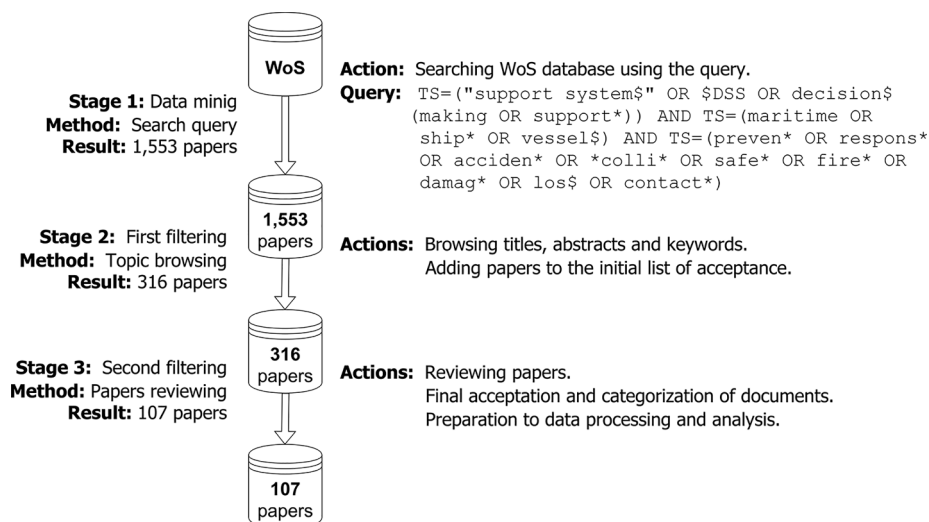 WoS
Action: Searching WoS database using the query.
Query: TS=("support system$" OR $DSS OR decision$
(making OR support*)) AND TS=(maritime OR
ship* OR vessel$) AND TS=(preven* OR respons*
OR acciden* OR *colli* OR safe* OR fire* OR
damag* OR los$ OR contact*)
Stage 1: Data minig
Method: Search query
Result: 1,553 papers
1,553
papers
Stage 2: First filtering
Method: Topic browsing
Result: 316 papers
Actions: Browsing titles, abstracts and keywords.
Adding papers to the initial list of acceptance.
316
papers
Stage 3: Second filtering
Method: Papers reviewing
Result: 107 papers
Actions: Reviewing papers.
Final acceptation and categorization of documents.
Preparation to data processing and analysis.
107
papers